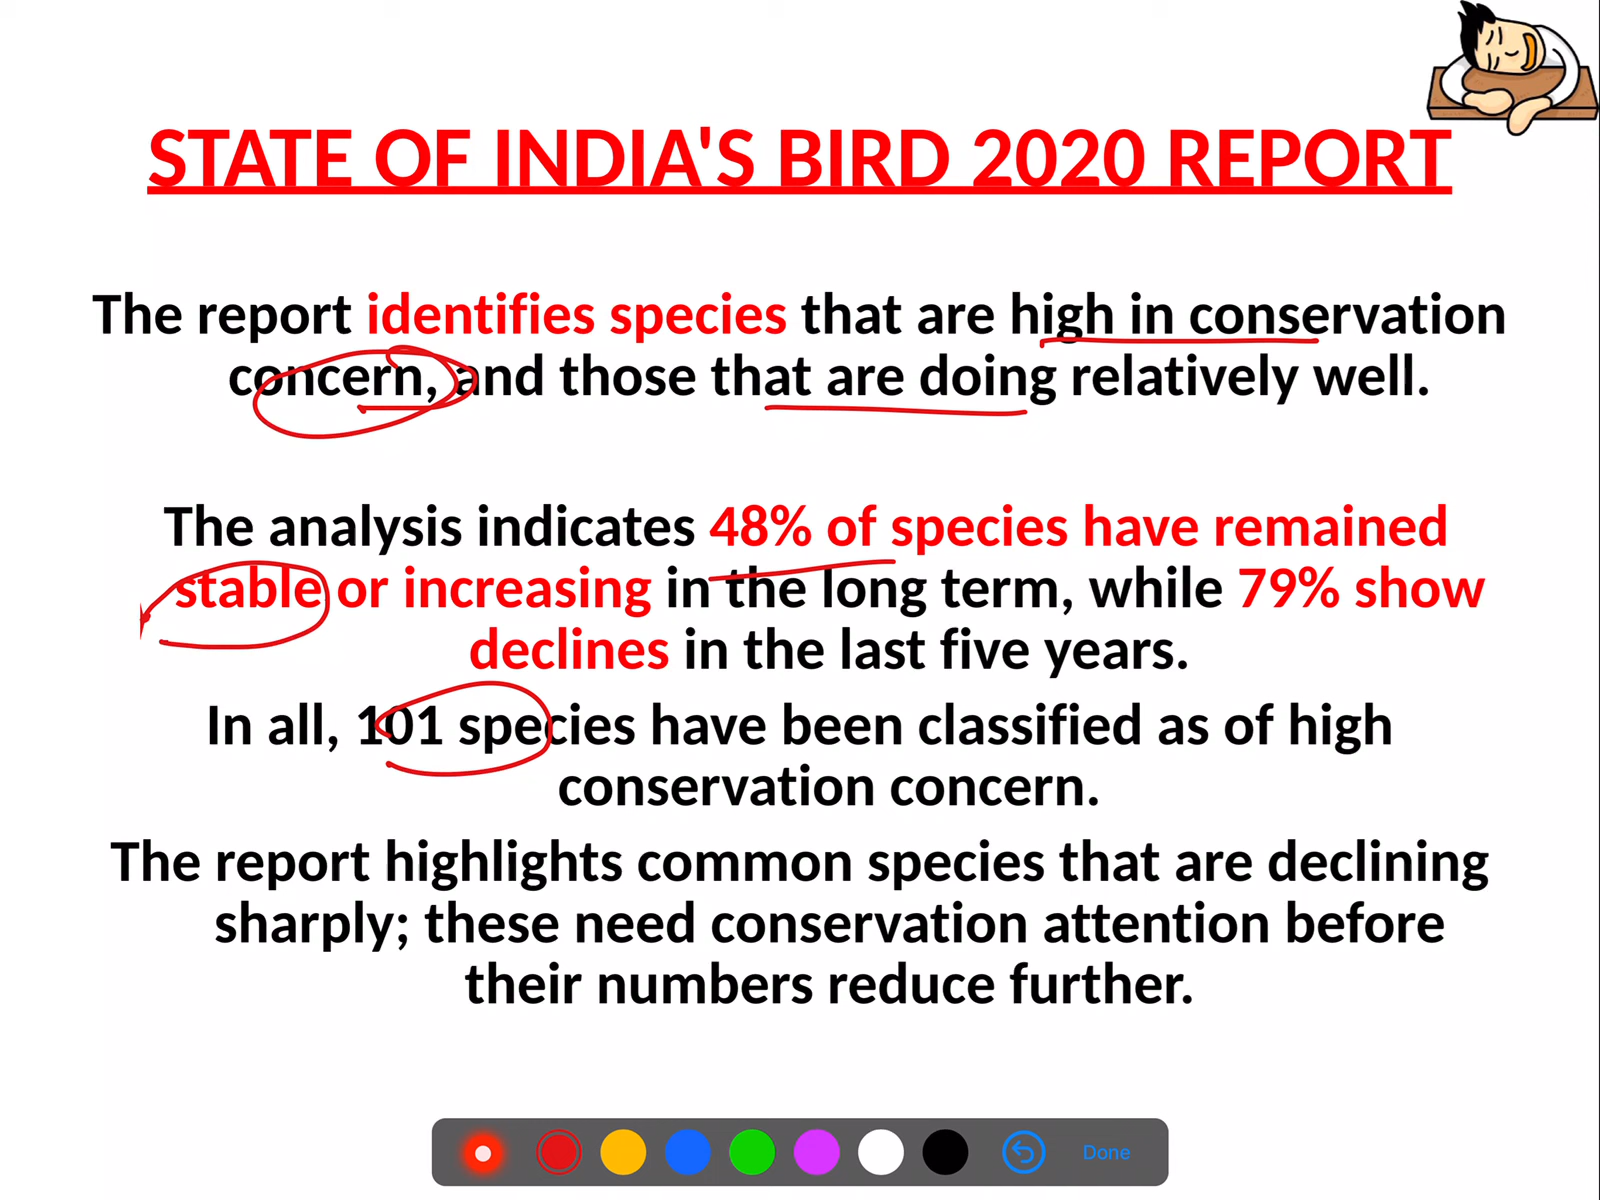 STATE OF INDIA'S BIRD 2020 REPORT
The report identifies species that are high in conservation
concern, and those that are doing relatively well.
The analysis indicates 48% of species have remained
stable or increasing in the long term, while 79% show
declines in the last five years.
In all, 101 species have been classified as of high
conservation concern.
The report highlights common species that are declining
sharply; these need conservation attention before
their numbers reduce further.
Done